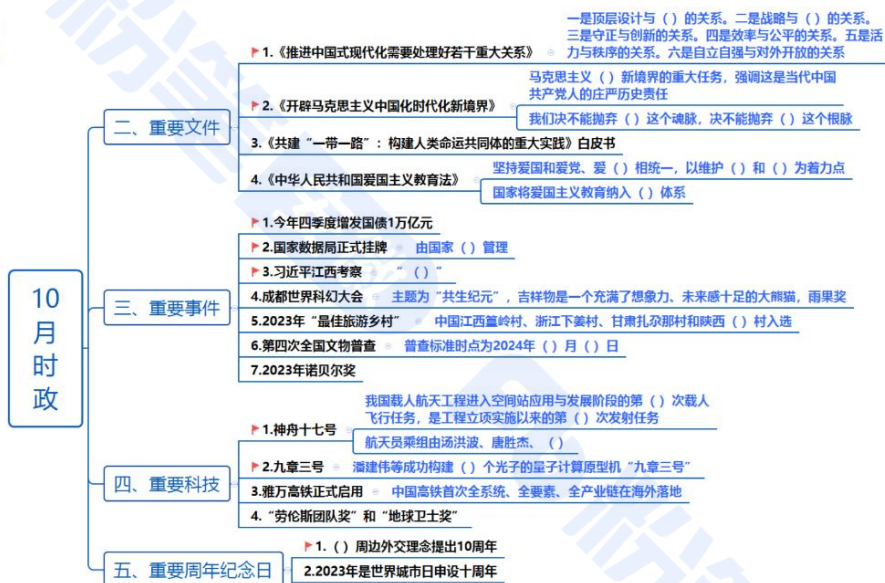 10月时政
二、重要文件
1.《推进中国式现代化需要处理好若干重大关系》
一是顶层设计与（ ）的关系。二是战略与（ ）的关系。
三是守正与创新的关系。四是效率与公平的关系。五是活
力与秩序的关系。六是自立自强与对外开放的关系
2.《开辟马克思主义中国化时代化新境界》
马克思主义（ ）新境界的重大任务，强调这是当代中国
共产党人的庄严历史责任
我们决不能抛弃（ ）这个魂脉，决不能抛弃（ ）这个根脉
3.《共建“一带一路”：构建人类命运共同体的重大实践》白皮书
4.《中华人民共和国爱国主义教育法》
坚持爱国和爱党、爱（ ）相统一，以维护（ ）和（ ）为着力点
国家将爱国主义教育纳入（ ）体系
三、重要事件
1.今年四季度增发国债1万亿元
2.国家数据局正式挂牌
由国家（ ）管理
3.习近平江西考察
“（ ）”
4.成都世界科幻大会
主题为“共生纪元”，吉祥物是一个充满了想象力、未来感十足的大熊猫，雨果奖
5.2023年“最佳旅游乡村”
中国江西篁岭村、浙江下姜村、甘肃扎尕那村和陕西（ ）村入选
6.第四次全国文物普查
普查标准时点为2024年（ ）月（ ）日
7.2023年诺贝尔奖
四、重要科技
1.神舟十七号
我国载人航天工程进入空间站应用与发展阶段的第（ ）次载人
飞行任务，是工程立项实施以来的第（ ）次发射任务
航天员乘组由汤洪波、唐胜杰、（ ）
2.九章三号
潘建伟等成功构建（ ）个光子的量子计算原型机“九章三号”
3.雅万高铁正式启用
中国高铁首次全系统、全要素、全产业链在海外落地
4.“劳伦斯团队奖”和“地球卫士奖”
五、重要周年纪念日
1.（ ）周边外交理念提出10周年
2.2023年是世界城市日申设十周年